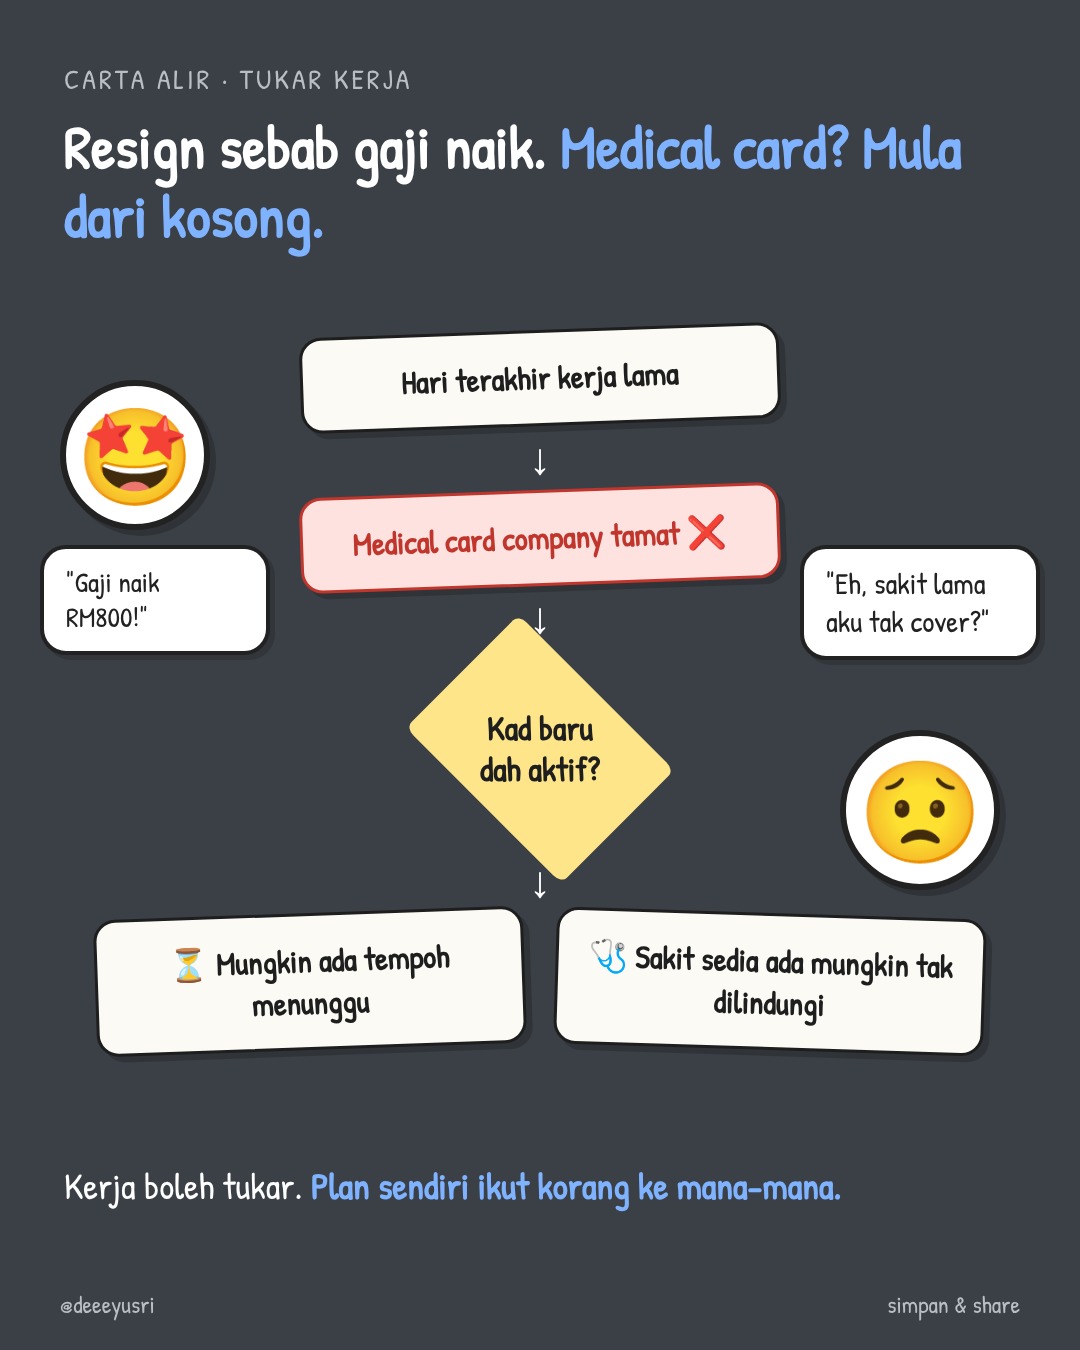 CARTA ALIR · TUKAR KERJA
Resign sebab gaji naik. Medical card? Mula
dari kosong.
Hari terakhir kerja lama
↓
Medical card company tamat ❌
"Gaji naik
RM800!"
"Eh, sakit lama
aku tak cover?"
↓
Kad baru
dah aktif?
↓
⏳ Mungkin ada tempoh
menunggu
🩺 Sakit sedia ada mungkin tak
dilindungi
Kerja boleh tukar. Plan sendiri ikut korang ke mana-mana.
@deeeyusri
simpan & share